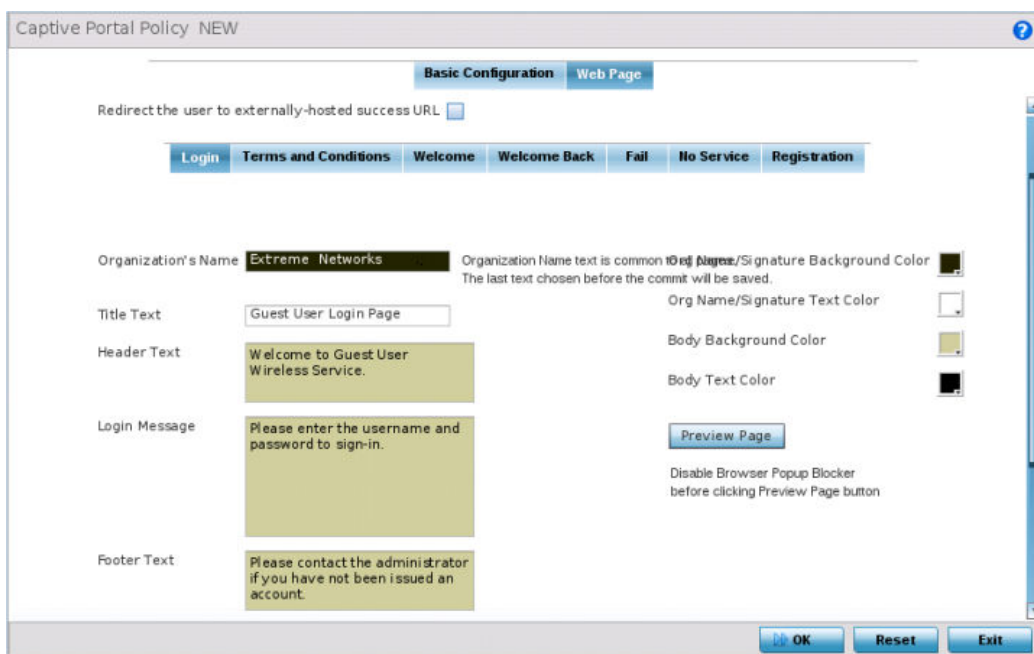 Captive Portal Policy NEW
?
Basic Configuration Web Page
Redirect the user to externally-hosted success URL
Login Terms and Conditions Welcome Welcome Back Fail No Service Registration
Organization's Name Extreme Networks
Organization Name text is common to all pages.
The last text chosen before the commit will be saved.
Org Name/Signature Background Color
Title Text Guest User Login Page
Org Name/Signature Text Color
Header Text
Welcome to Guest User
Wireless Service.
Body Background Color
Body Text Color
Login Message
Please enter the username and
password to sign-in.
Preview Page
Disable Browser Popup Blocker
before clicking Preview Page button
Footer Text
Please contact the administrator
if you have not been issued an
account.
OK Reset Exit